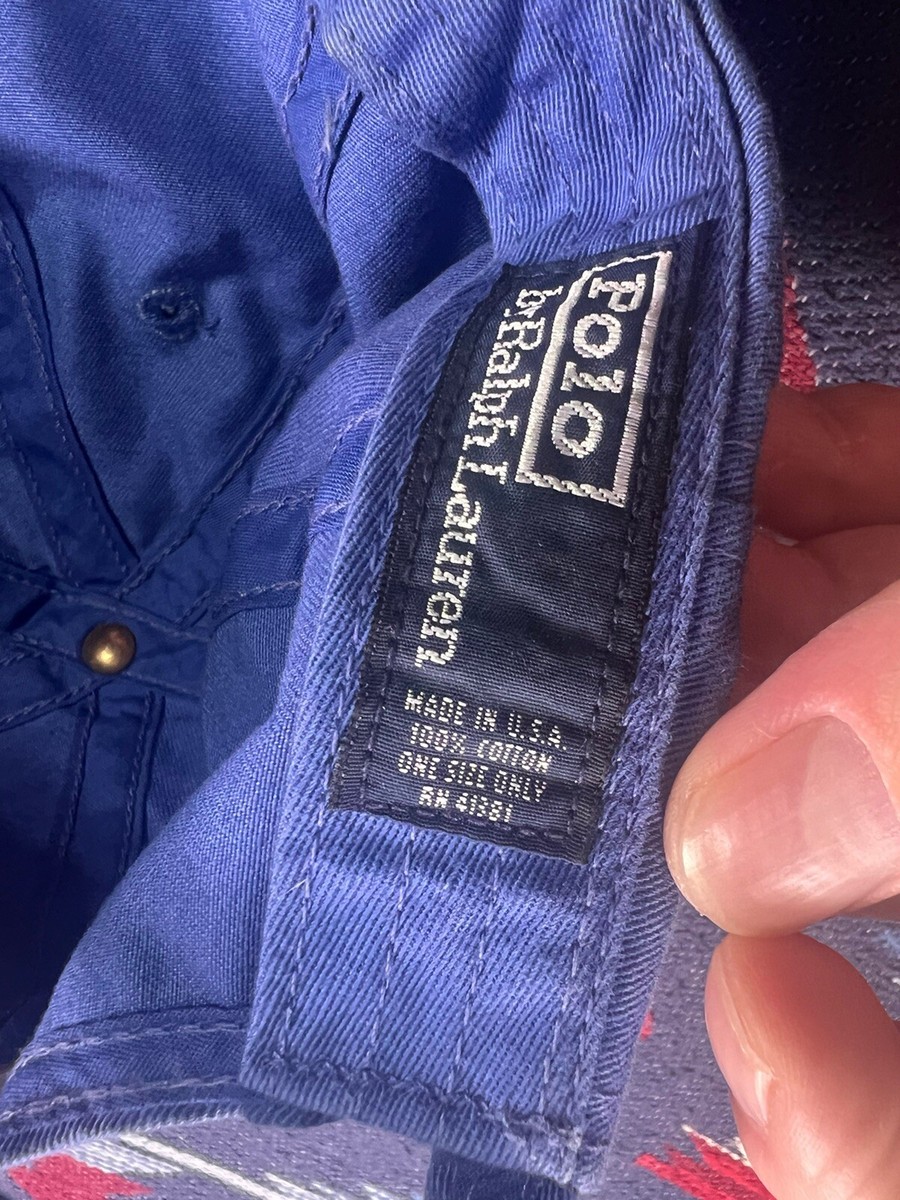 Polo
by Ralph Lauren
MADE IN U.S.A.
100% COTTON
ONE SIZE ONLY
RN 41381